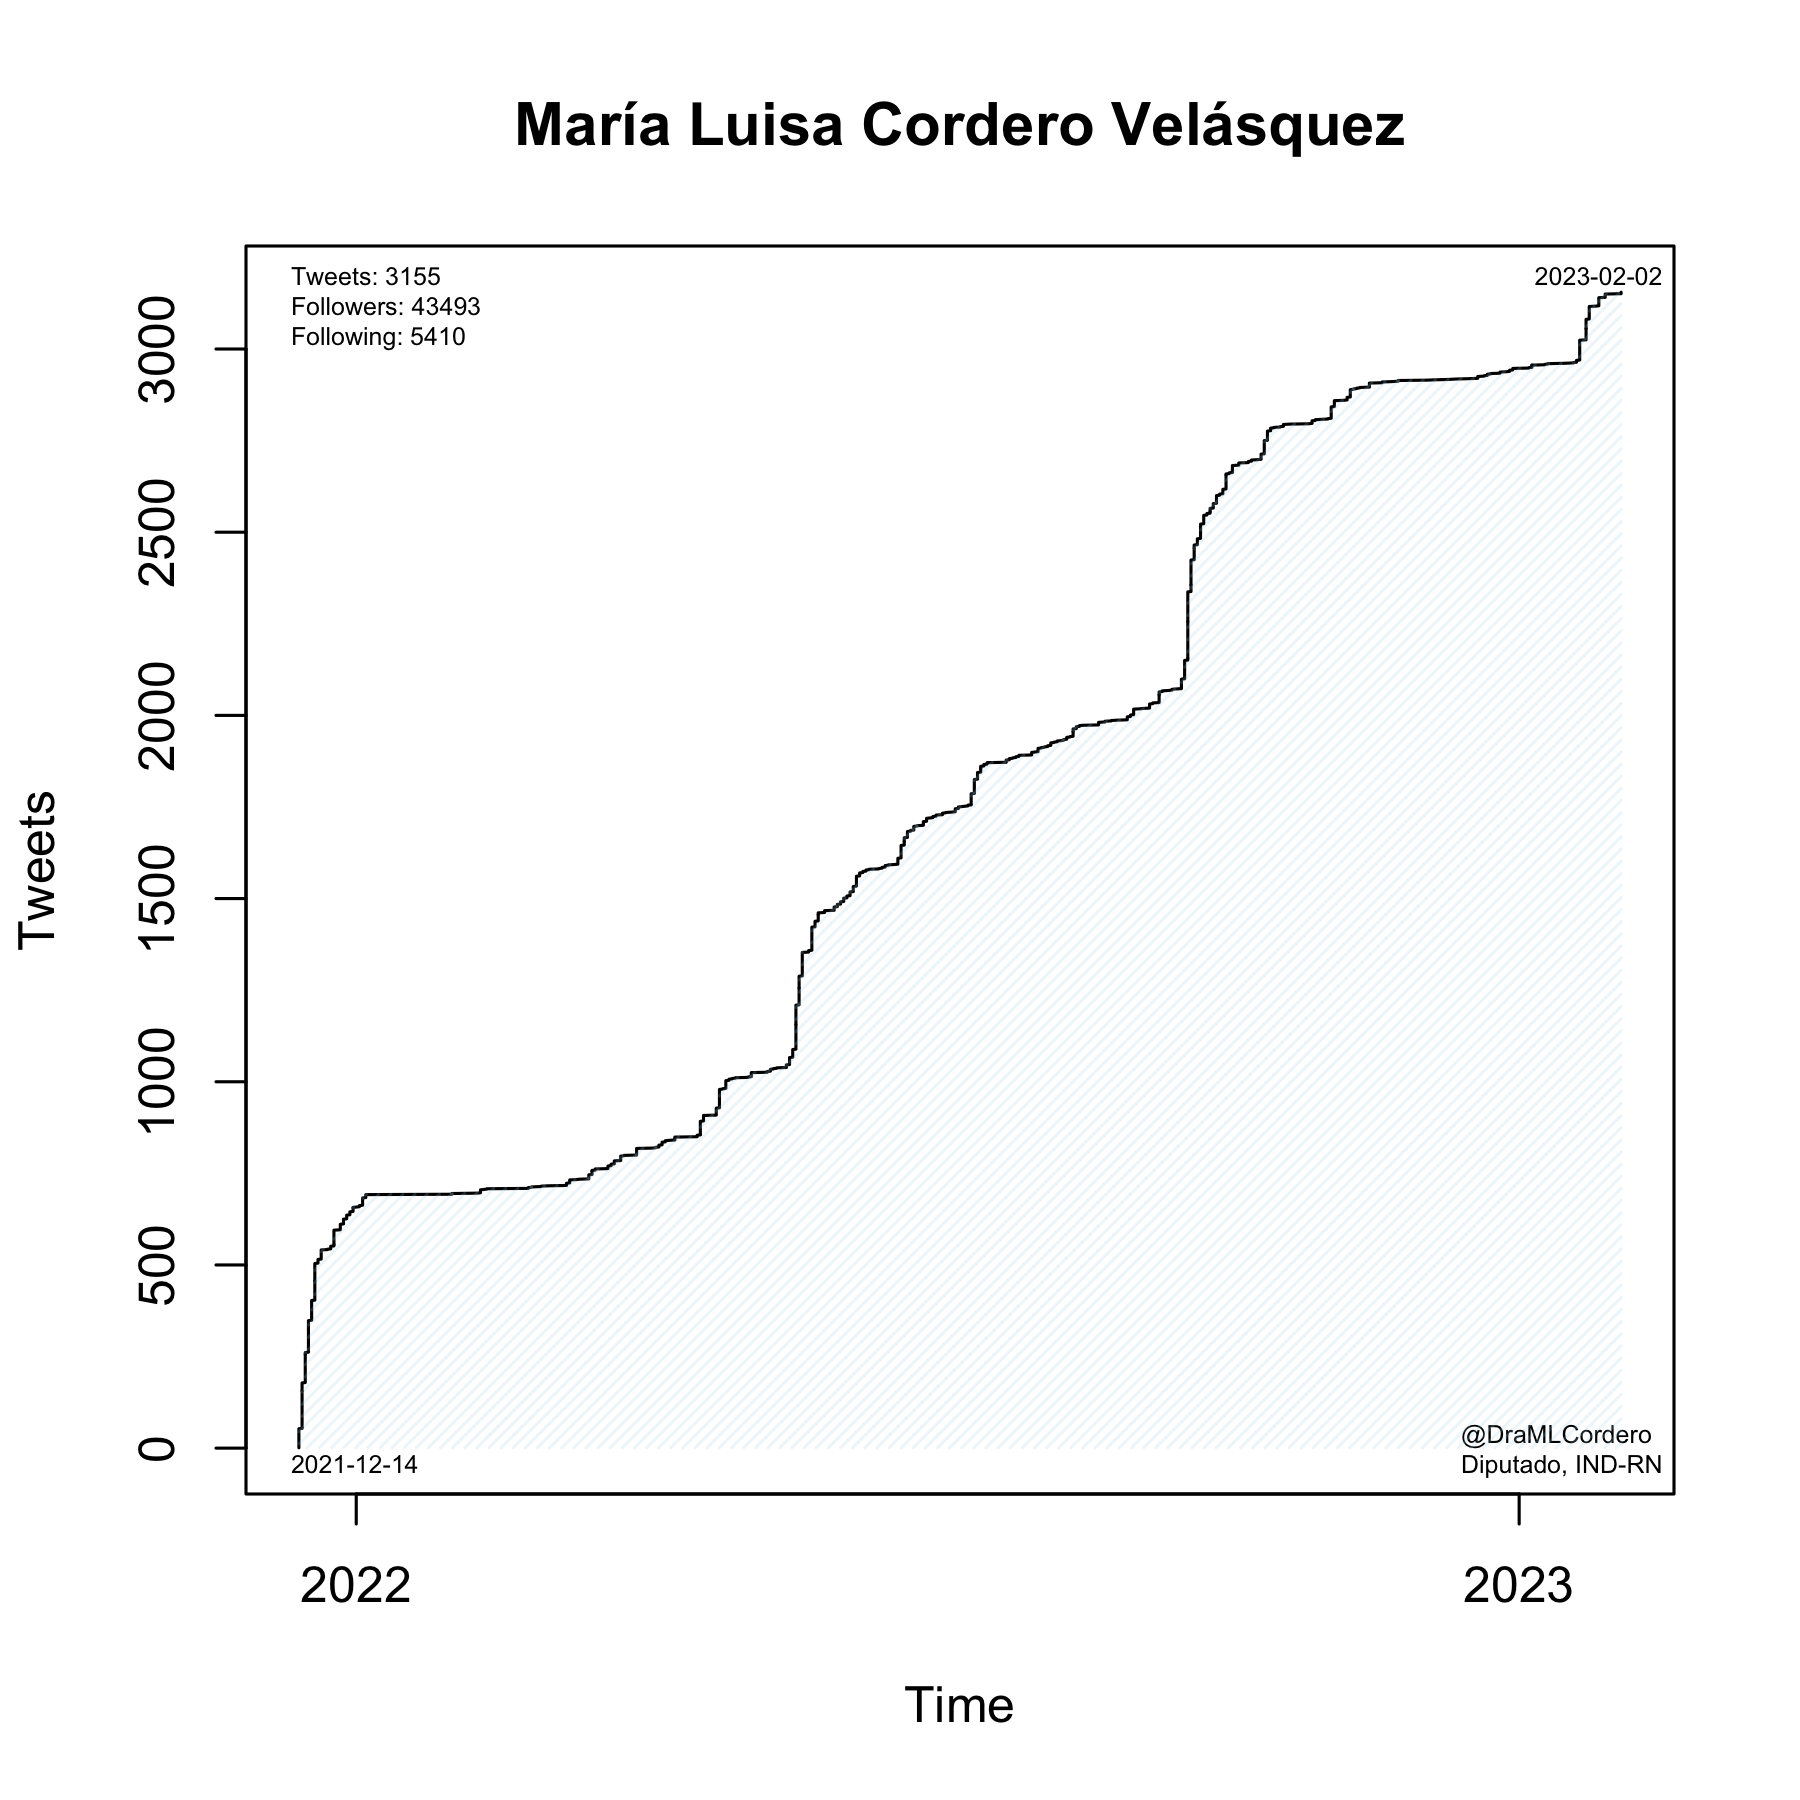 María Luisa Cordero Velásquez
Tweets: 3155
Followers: 43493
Following: 5410
2023-02-02
3000
2500
2000
1500
1000
500
0
Tweets
@DraMLCordero
Diputado, IND-RN
2021-12-14
2022
2023
Time